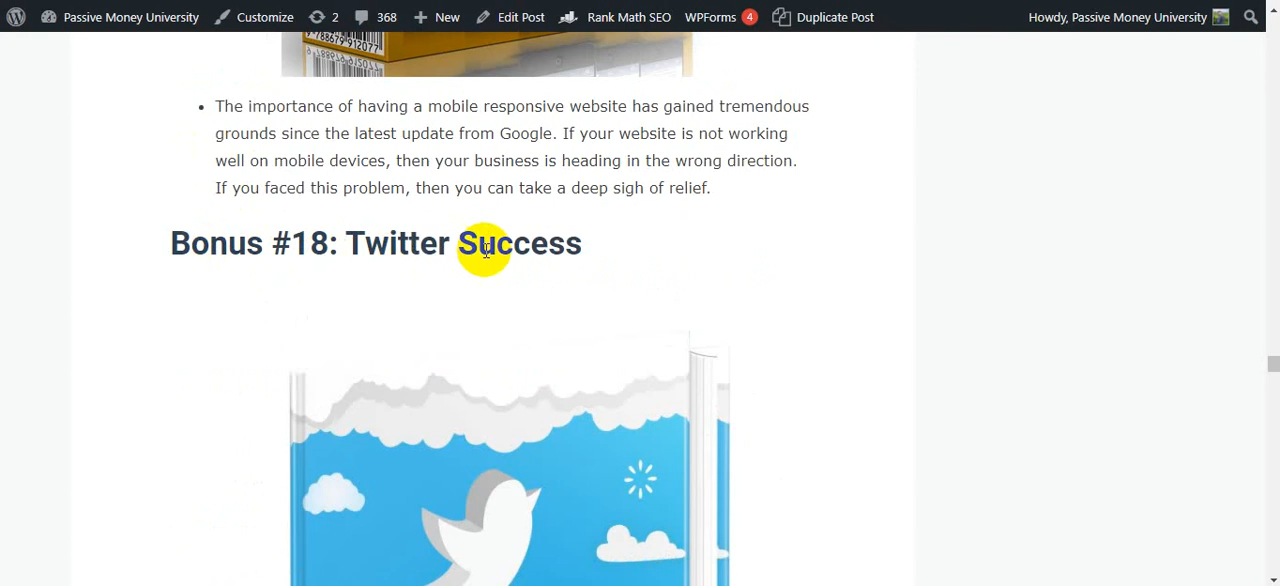 Passive Money University Customize 2 368 New Edit Post Rank Math SEO WPForms 4 Duplicate Post Howdy, Passive Money University
9788679912077
• The importance of having a mobile responsive website has gained tremendous
grounds since the latest update from Google. If your website is not working
well on mobile devices, then your business is heading in the wrong direction.
If you faced this problem, then you can take a deep sigh of relief.
Bonus #18: Twitter Success